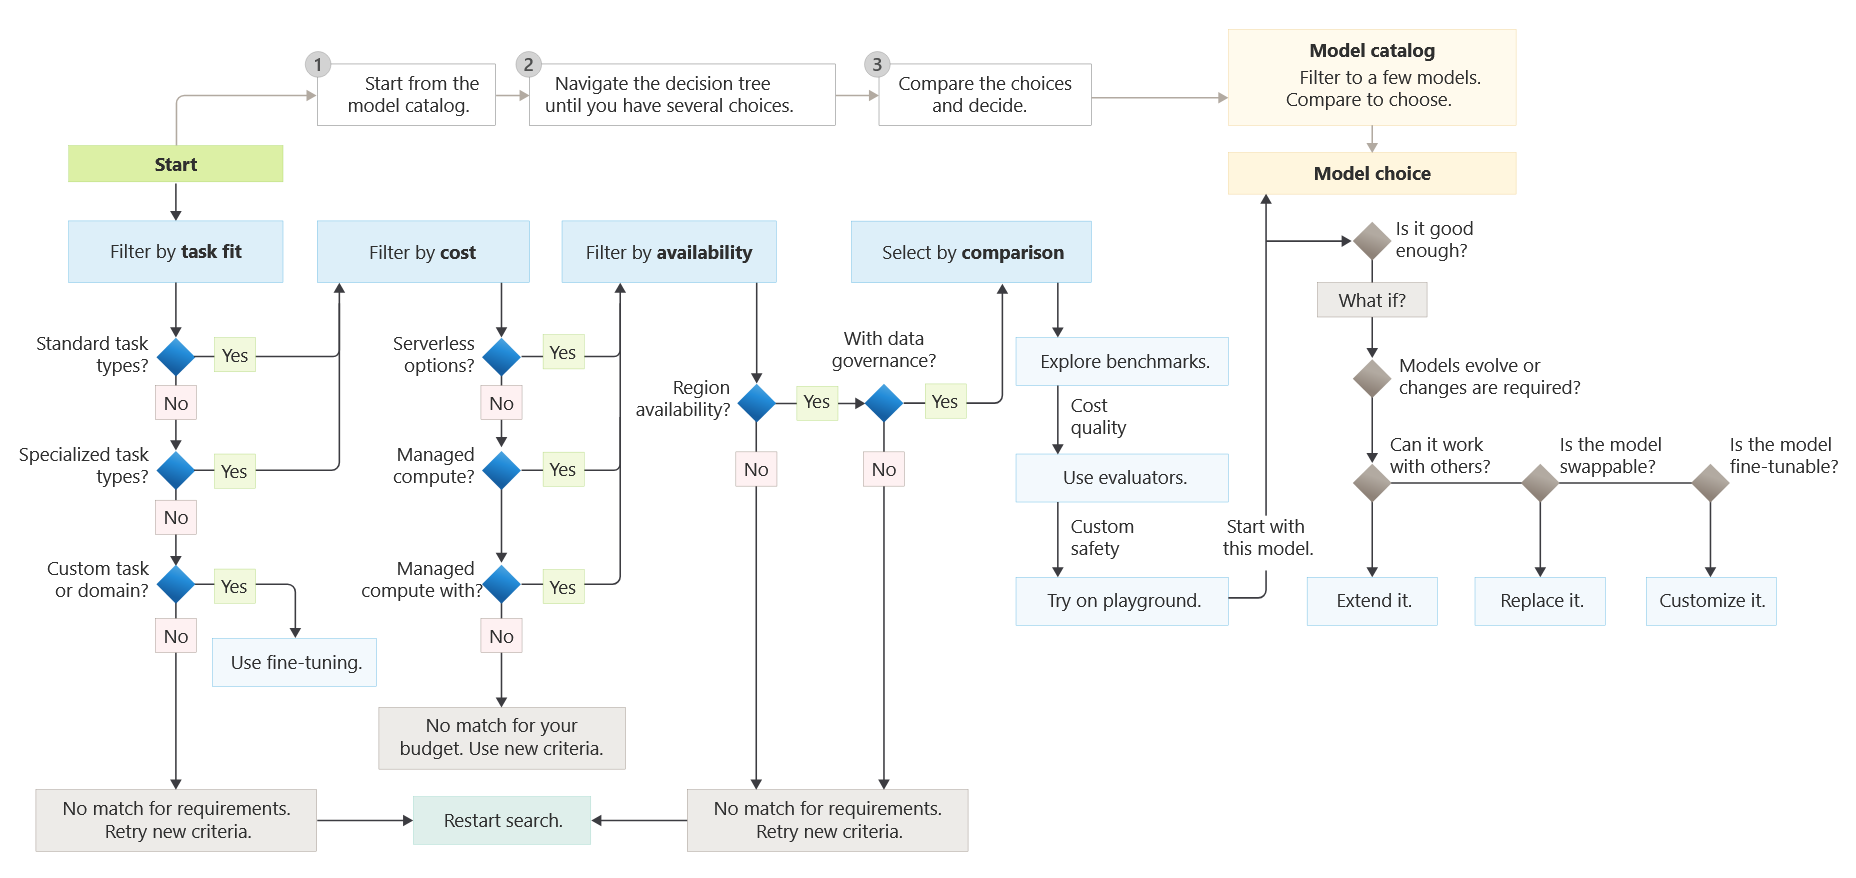 1
Start from the
model catalog.
2
Navigate the decision tree
until you have several choices.
3
Compare the choices
and decide.
Model catalog
Filter to a few models.
Compare to choose.
Start
Model choice
Filter by task fit
Filter by cost
Filter by availability
Select by comparison
Standard task
types?
Yes
No
Specialized task
types?
Yes
No
Custom task
or domain?
Yes
No
Use fine-tuning.
No match for requirements.
Retry new criteria.
Serverless
options?
Yes
No
Managed
compute?
Yes
Managed
compute with?
Yes
No
No match for your
budget. Use new criteria.
Restart search.
Region
availability?
Yes
No
With data
governance?
Yes
No
No match for requirements.
Retry new criteria.
Explore benchmarks.
Cost
quality
Use evaluators.
Custom
safety
Try on playground.
Start with
this model.
Is it good
enough?
What if?
Models evolve or
changes are required?
Can it work
with others?
Is the model
swappable?
Is the model
fine-tunable?
Extend it.
Replace it.
Customize it.